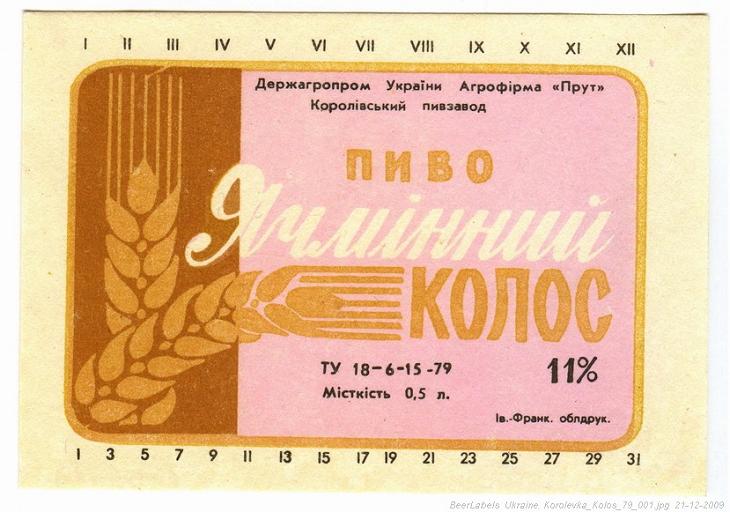 I II III IV V VI VII VIII IX X XI XII
Держагропром України Агрофірма «Прут»
Королівський пивзавод
ПИВО
Ячмінний
КОЛОС
ТУ 18-6-15-79
11%
Місткість 0,5 л.
Ів.-Франк. облдрук.
1 3 5 7 9 11 13 15 17 19 21 23 25 27 29 31
BeerLabels Ukraine, Korolevka_Kolos_79_001.jpg 21-12-2009